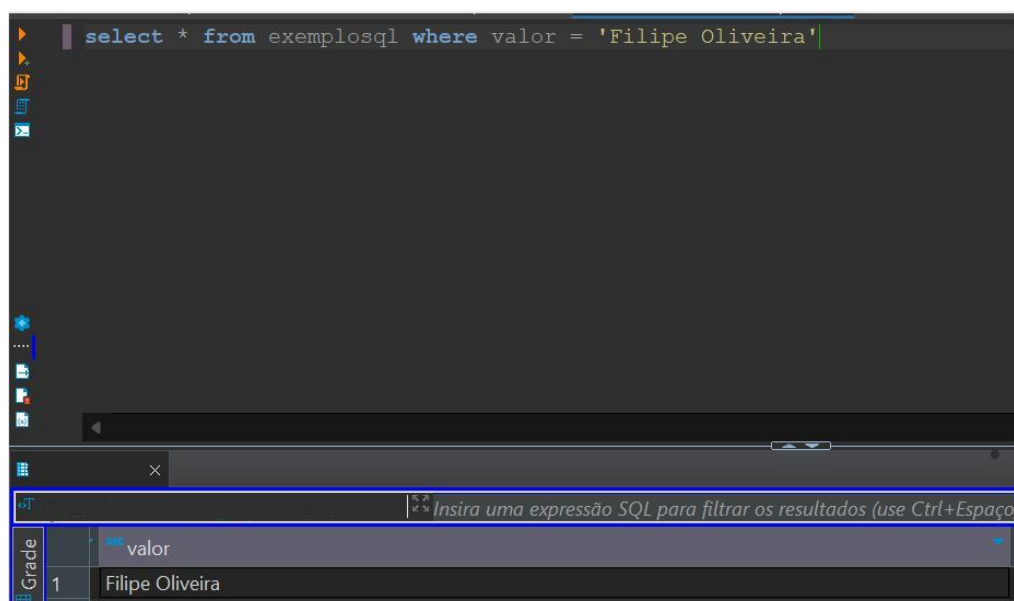 select * from exemplosql where valor = 'Filipe Oliveira'
Insira uma expressão SQL para filtrar os resultados (use Ctrl+Espaço
Grade
abc valor
1 Filipe Oliveira